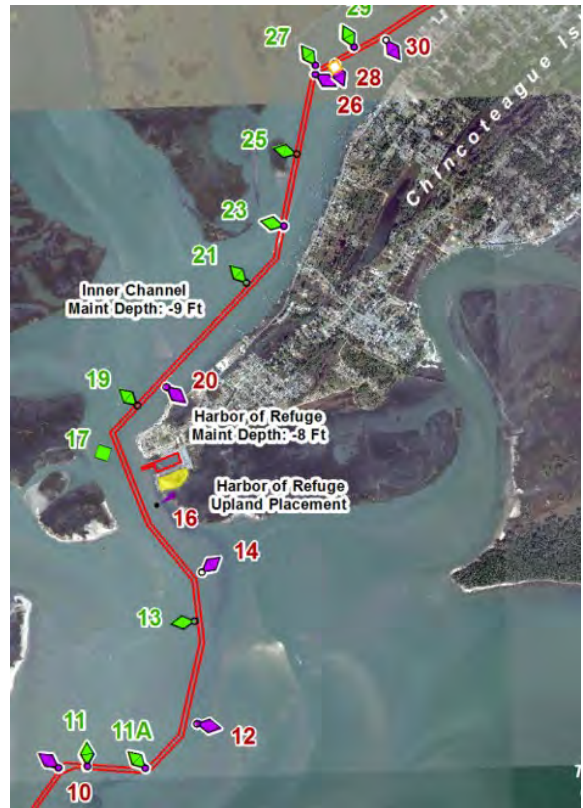 29
27
30
28
26
Chincoteague Is
25
23
21
Inner Channel
Maint Depth: -9 Ft
19
20
17
Harbor of Refuge
Maint Depth: -8 Ft
Harbor of Refuge
Upland Placement
16
14
13
12
11
11A
10
7